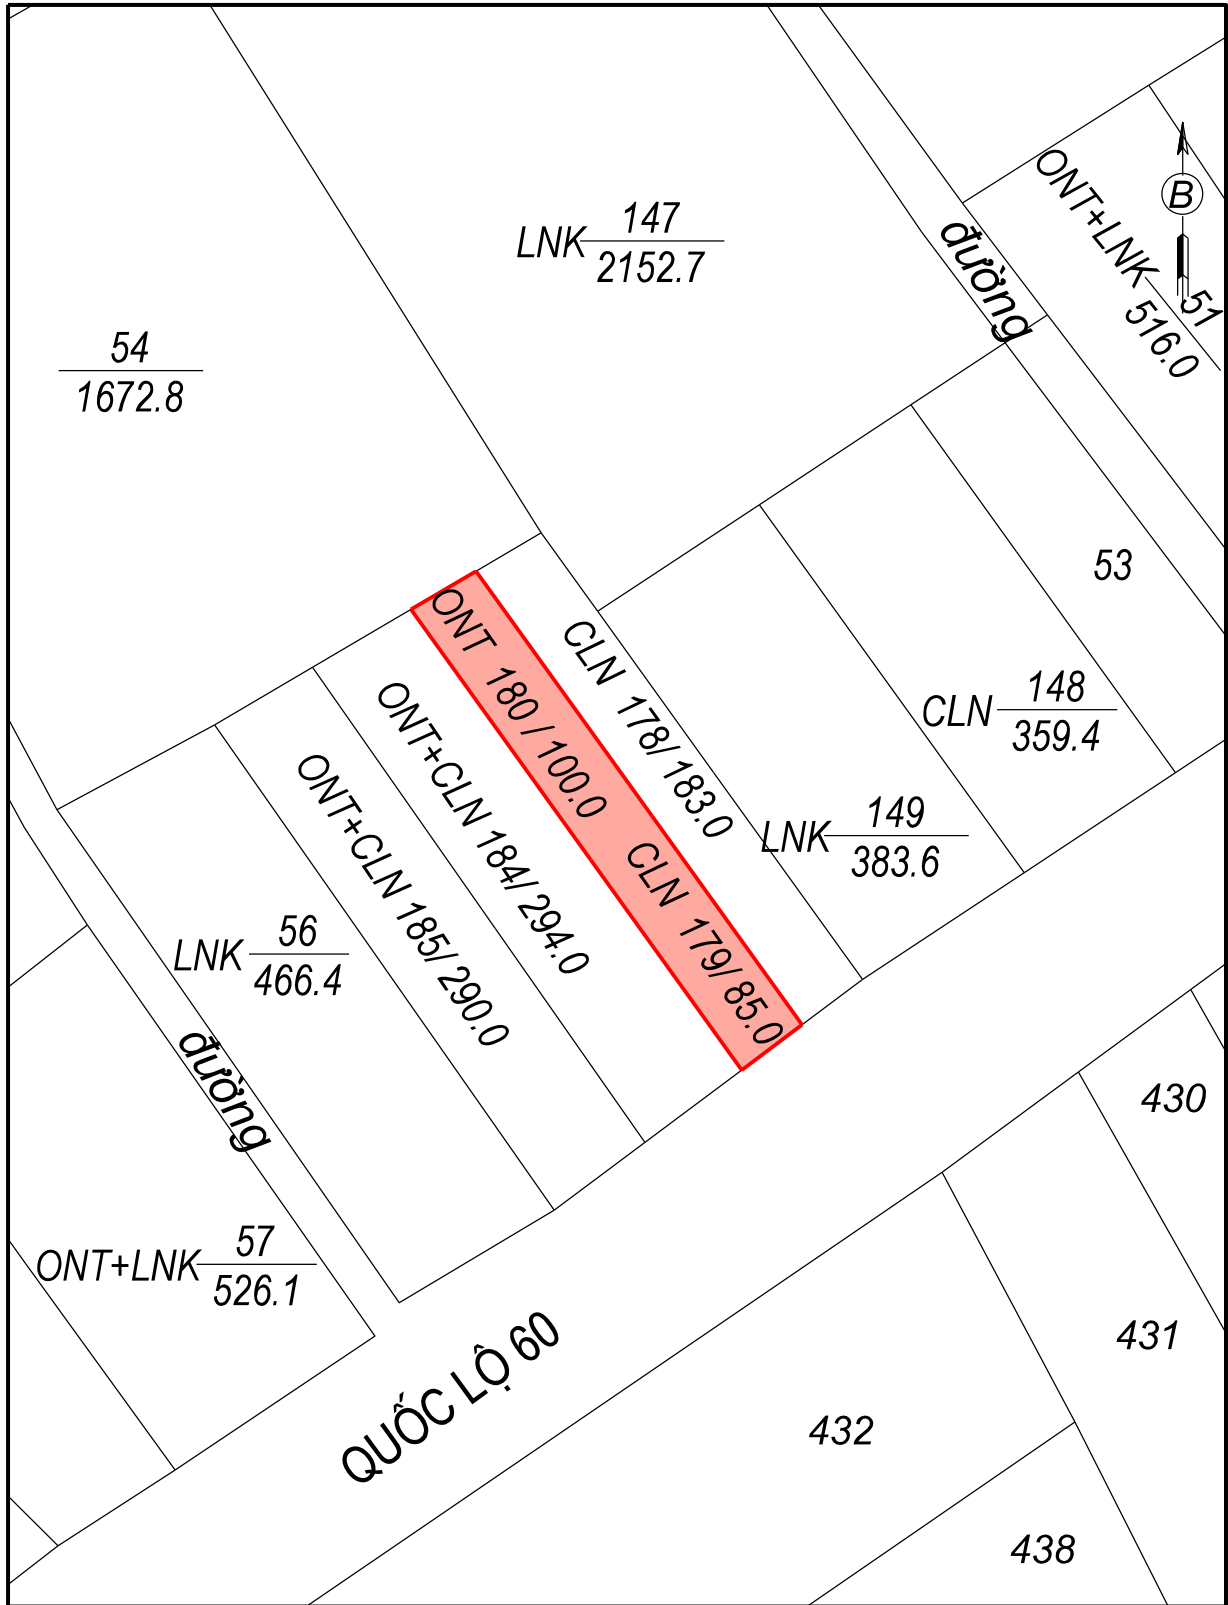 147
LNK
2152.7
B
ONT+LNK
51
516.0
đường
54
1672.8
53
ONT 180/100.0 CLN 179/85.0
CLN 178/183.0
ONT+CLN 184/294.0
ONT+CLN 185/290.0
148
CLN
359.4
149
LNK
383.6
56
LNK
466.4
đường
430
57
ONT+LNK
526.1
431
QUỐC LỘ 60
432
438